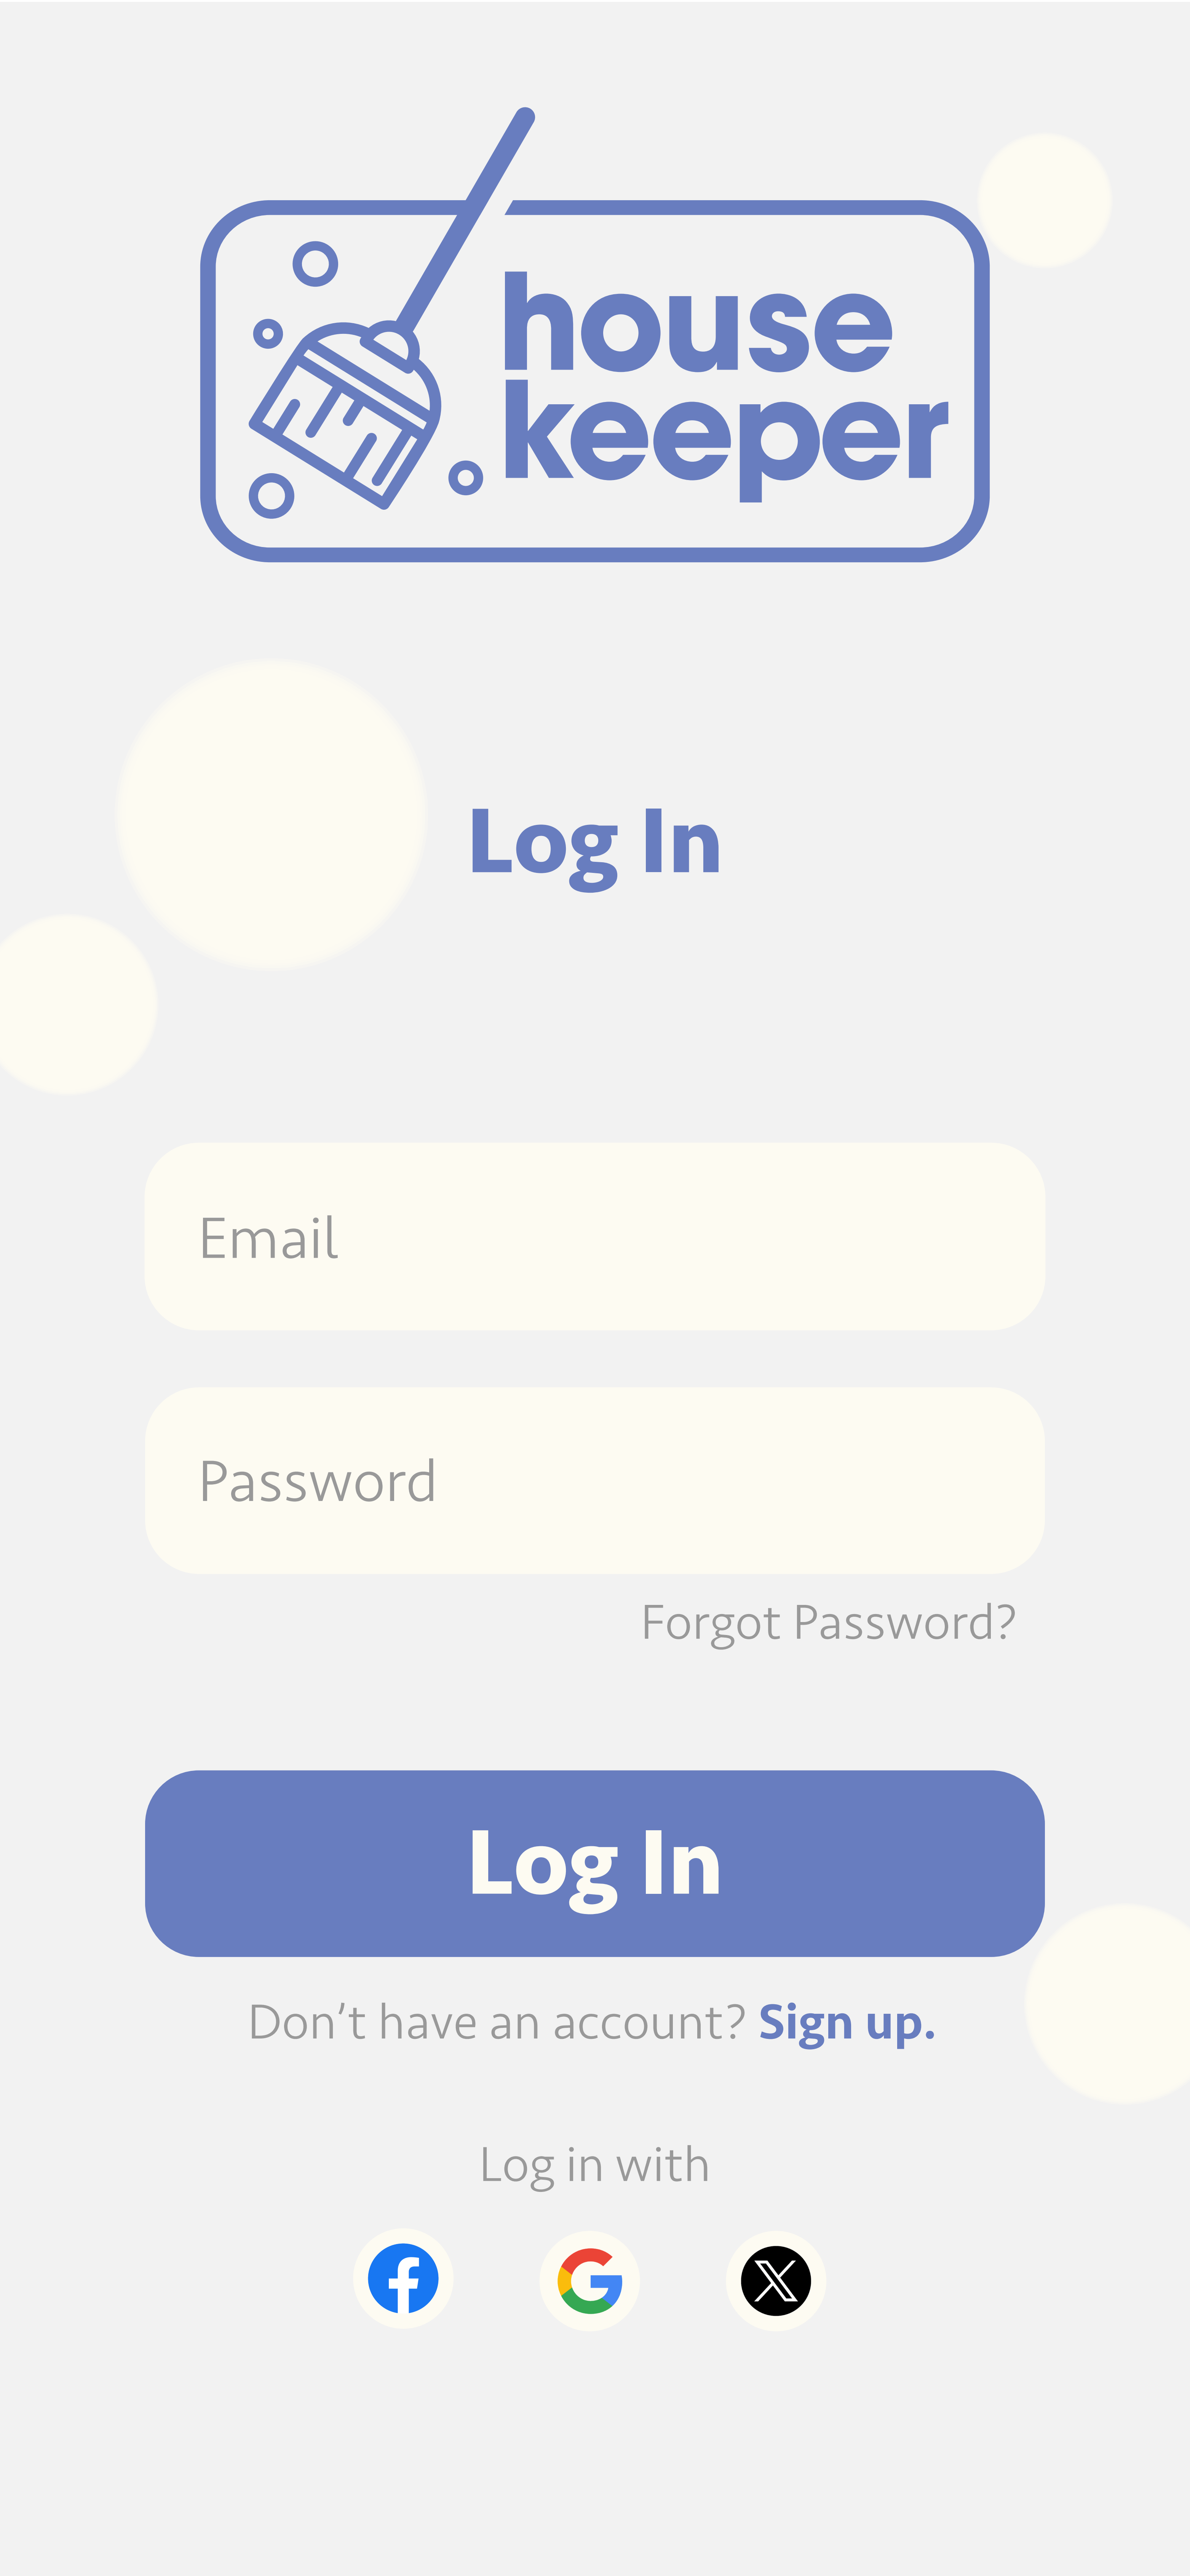 house
keeper
Log In
Email
Password
Forgot Password?
Log In
Don’t have an account? Sign up.
Log in with